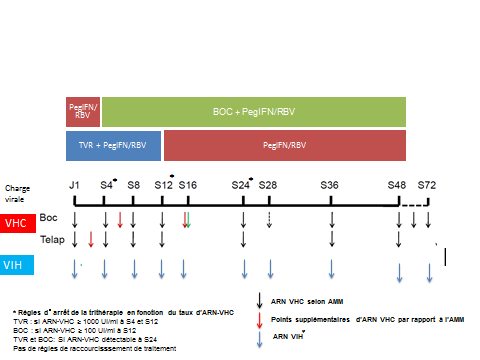 PegIFN/
RBV
BOC + PegIFN/RBV
TVR + PegIFN/RBV
PegIFN/RBV
Charge
virale
J1 S4* S8 S12* S16 S24* S28 S36 S48 S72
VHC
Boc
Telap
VIH
* Règles d'arrêt de la trithérapie en fonction du taux d'ARN-VHC
TVR : si ARN-VHC ≥ 1000 UI/ml à S4 et S12
BOC : si ARN-VHC ≥ 100 UI/ml à S12
TVR et BOC: Si ARN-VHC détectable à S24
Pas de règles de raccourcisssement de traitement
ARN VHC selon AMM
Points supplémentaires d'ARN VHC par rapport à l'AMM
ARN VIH